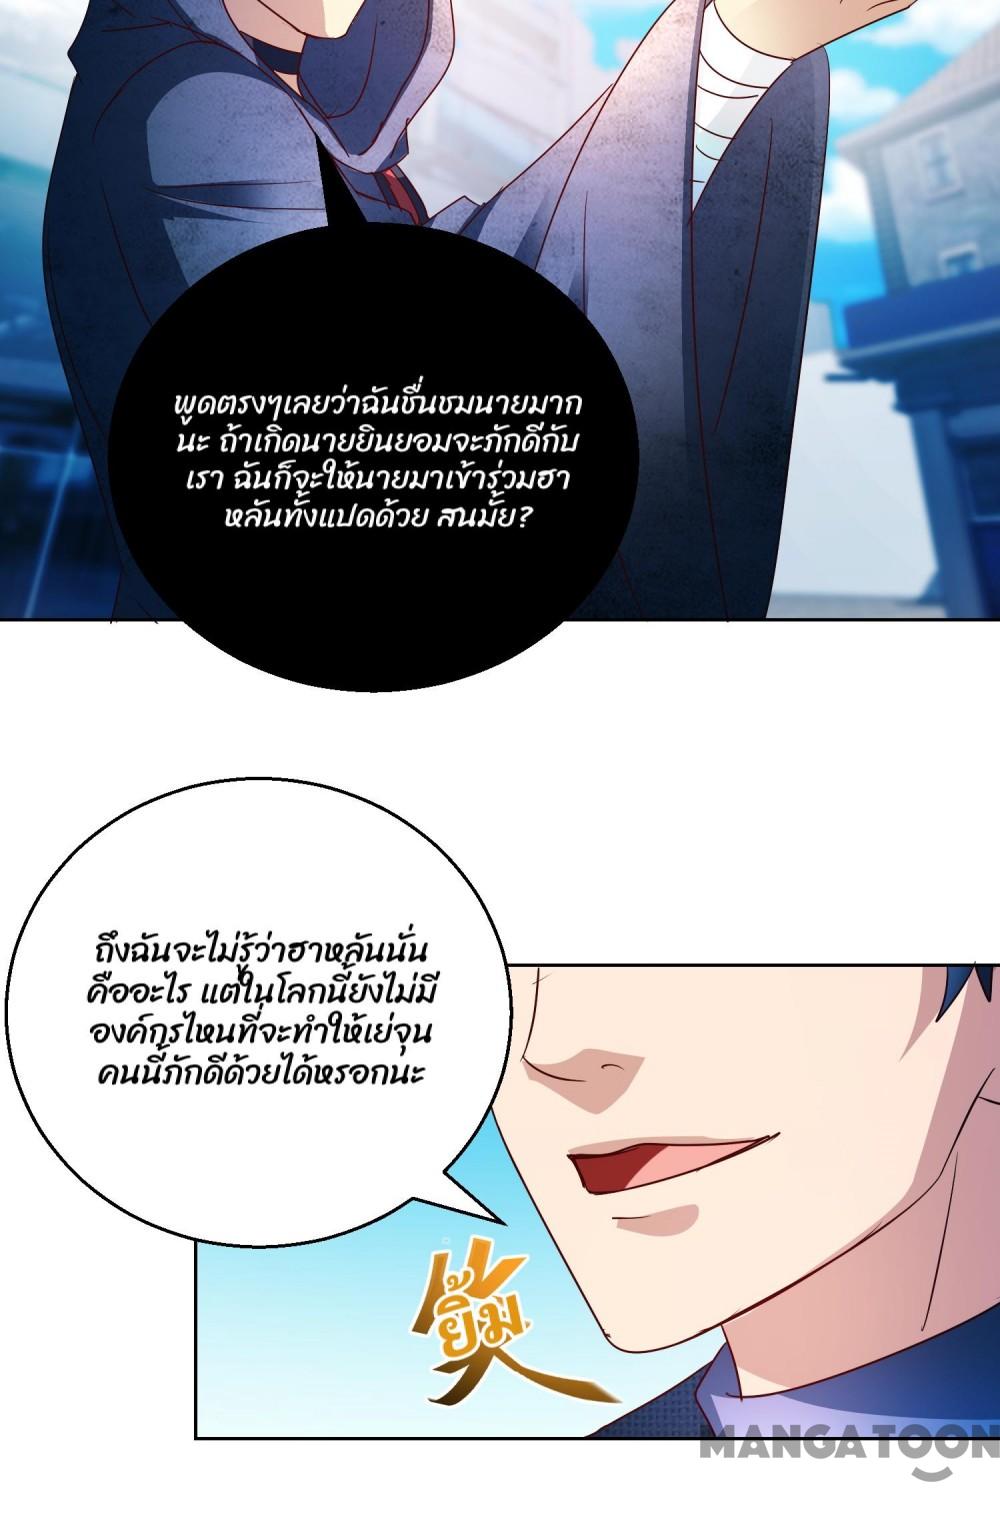 พูดตรงๆเลยว่าฉันชื่นชมนายมาก
นะ ถ้าเกิดนายยินยอมจะภักดีกับ
เรา ฉันก็จะให้นายมาเข้าร่วมฮา
หลันทั้งแปดด้วย สนมั้ย?
ถึงฉันจะไม่รู้ว่าฮาหลันนั่น
คืออะไร แต่ในโลกนี้ยังไม่มี
องค์กรไหนที่จะทำให้เย่จุน
คนนี้ภักดีด้วยได้หรอกนะ
笑
ยิ้ม
MANGATOON